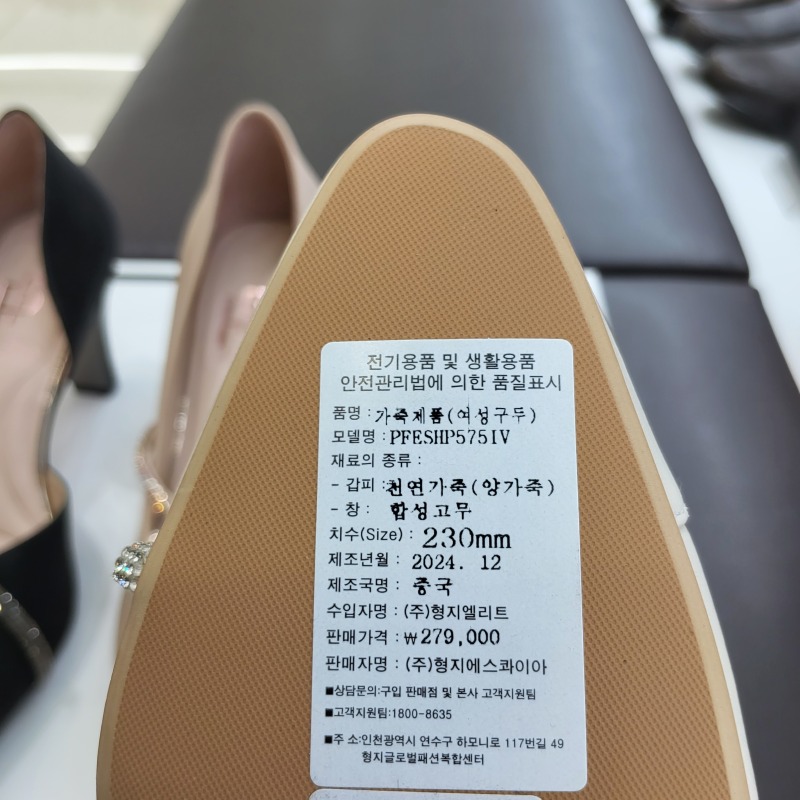 전기용품 및 생활용품
안전관리법에 의한 품질표시
품명 : 가죽제품(여성구두)
모델명 : PFESHP575IV
재료의 종류 :
- 갑피 : 천연가죽(양가죽)
- 창 : 합성고무
치수(Size) : 230mm
제조년월 : 2024. 12
제조국명 : 중국
수입자명 : (주)형지엘리트
판매가격 : ₩279,000
판매자명 : (주)형지에스콰이아
■상담문의:구입 판매점 및 본사 고객지원팀
■고객지원팀:1800-8635
■주 소:인천광역시 연수구 하모니로 177번길 49
형지글로벌패션복합센터